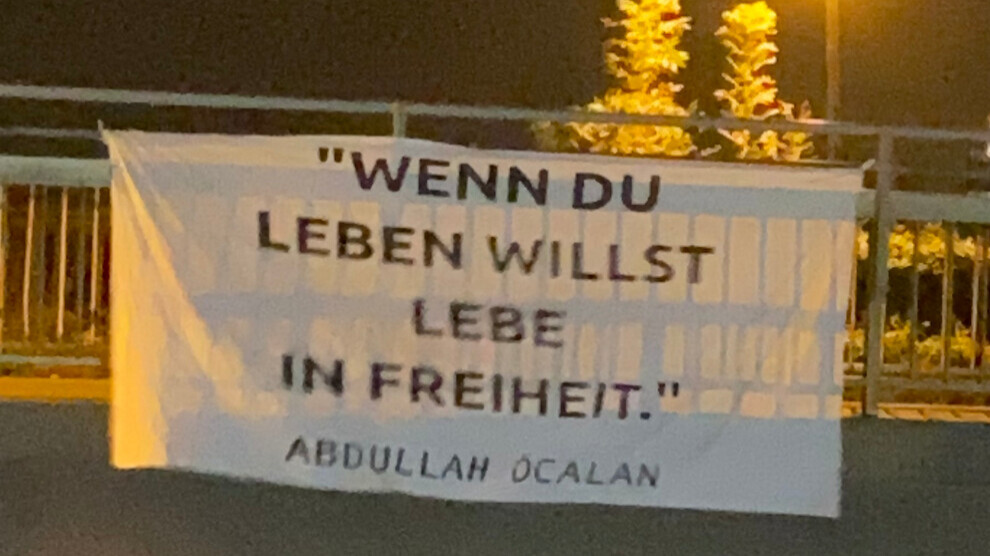 "WENN DU
LEBEN WILLST
LEBE
IN FREIHEIT."
ABDULLAH ÖCALAN